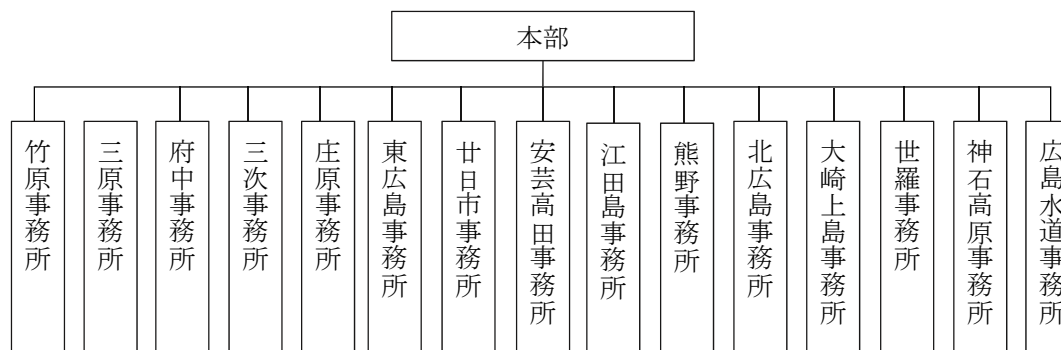 本部
竹原事務所
三原事務所
府中事務所
三次事務所
庄原事務所
東広島事務所
廿日市事務所
安芸高田事務所
江田島事務所
熊野事務所
北広島事務所
大崎上島事務所
世羅事務所
神石高原事務所
広島水道事務所